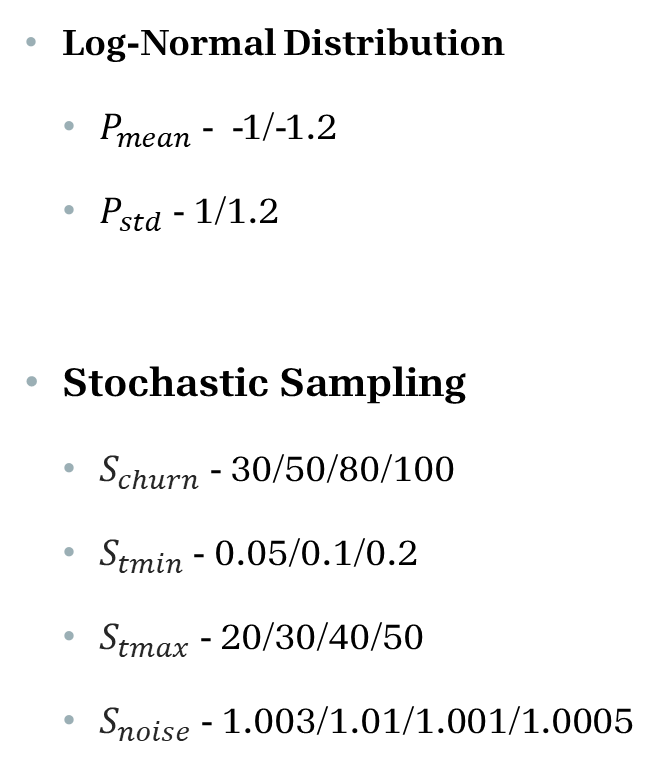 • Log-Normal Distribution
• P_mean - -1/-1.2
• P_std - 1/1.2
• Stochastic Sampling
• S_churn - 30/50/80/100
• S_tmin - 0.05/0.1/0.2
• S_tmax - 20/30/40/50
• S_noise - 1.003/1.01/1.001/1.0005